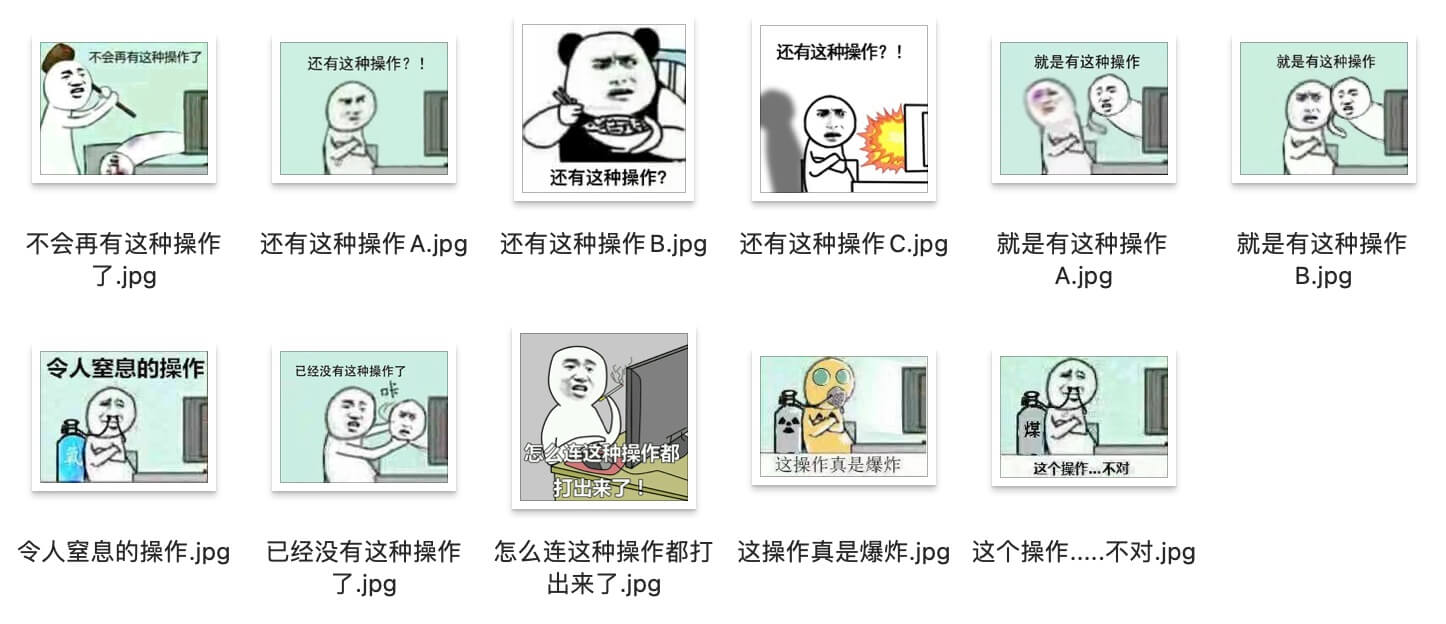 不会再有这种操作了
还有这种操作?!
还有这种操作?
还有这种操作?!
就是有这种操作
就是有这种操作
不会再有这种操作
了.jpg
还有这种操作A.jpg
还有这种操作B.jpg
还有这种操作C.jpg
就是有这种操作
A.jpg
就是有这种操作
B.jpg
令人窒息的操作
氧
已经没有这种操作了
咔
怎么连这种操作都
打出来了!
这操作真是爆炸
煤
这个操作...不对
令人窒息的操作.jpg
已经没有这种操作
了.jpg
怎么连这种操作都打
出来了.jpg
这操作真是爆炸.jpg
这个操作.....不对.jpg